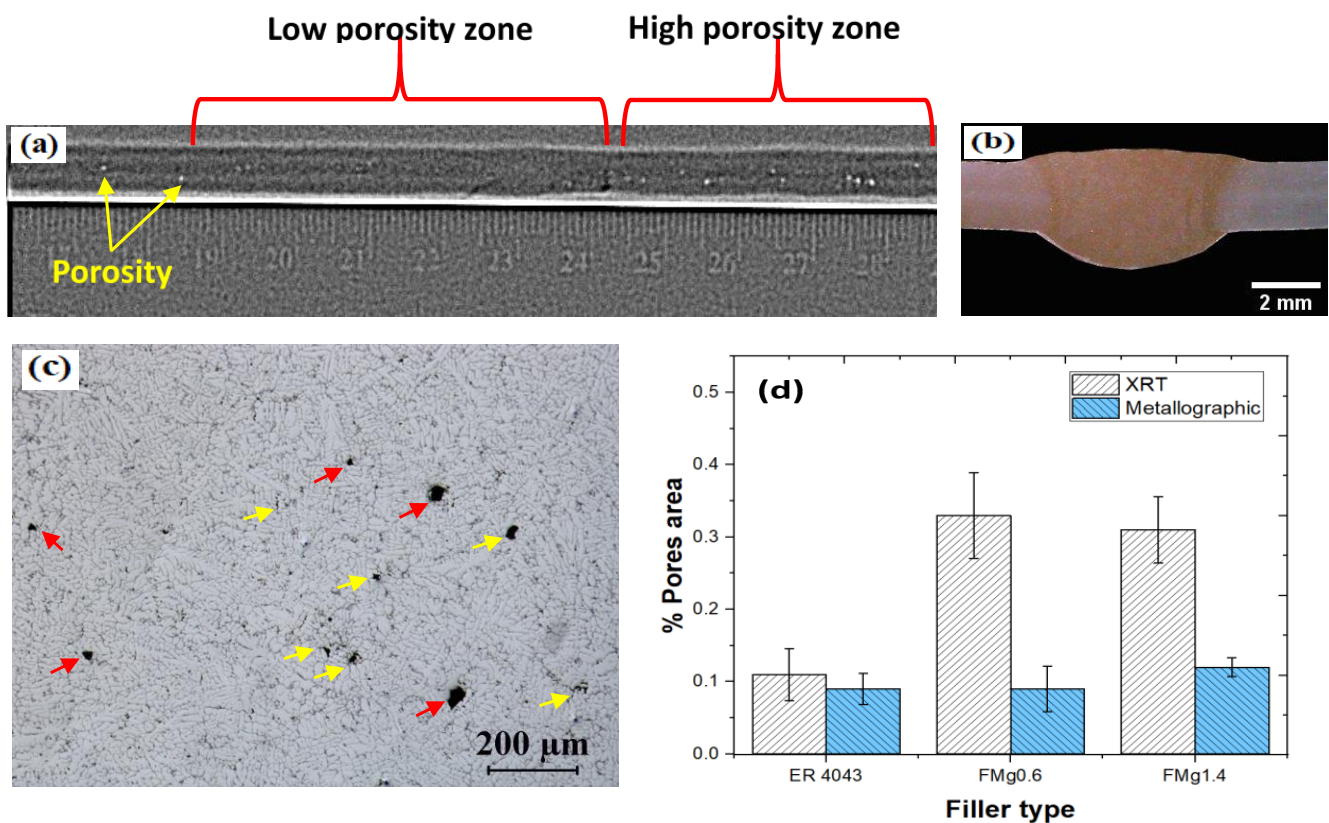 Low porosity zone
High porosity zone
(a)
Porosity
19 20 21 22 23 24 25 26 27 28
(b)
2 mm
(c)
200 μm
(d)
XRT
Metallographic
% Pores area
0.5
0.4
0.3
0.2
0.1
0.0
ER 4043
FMg0.6
FMg1.4
Filler type